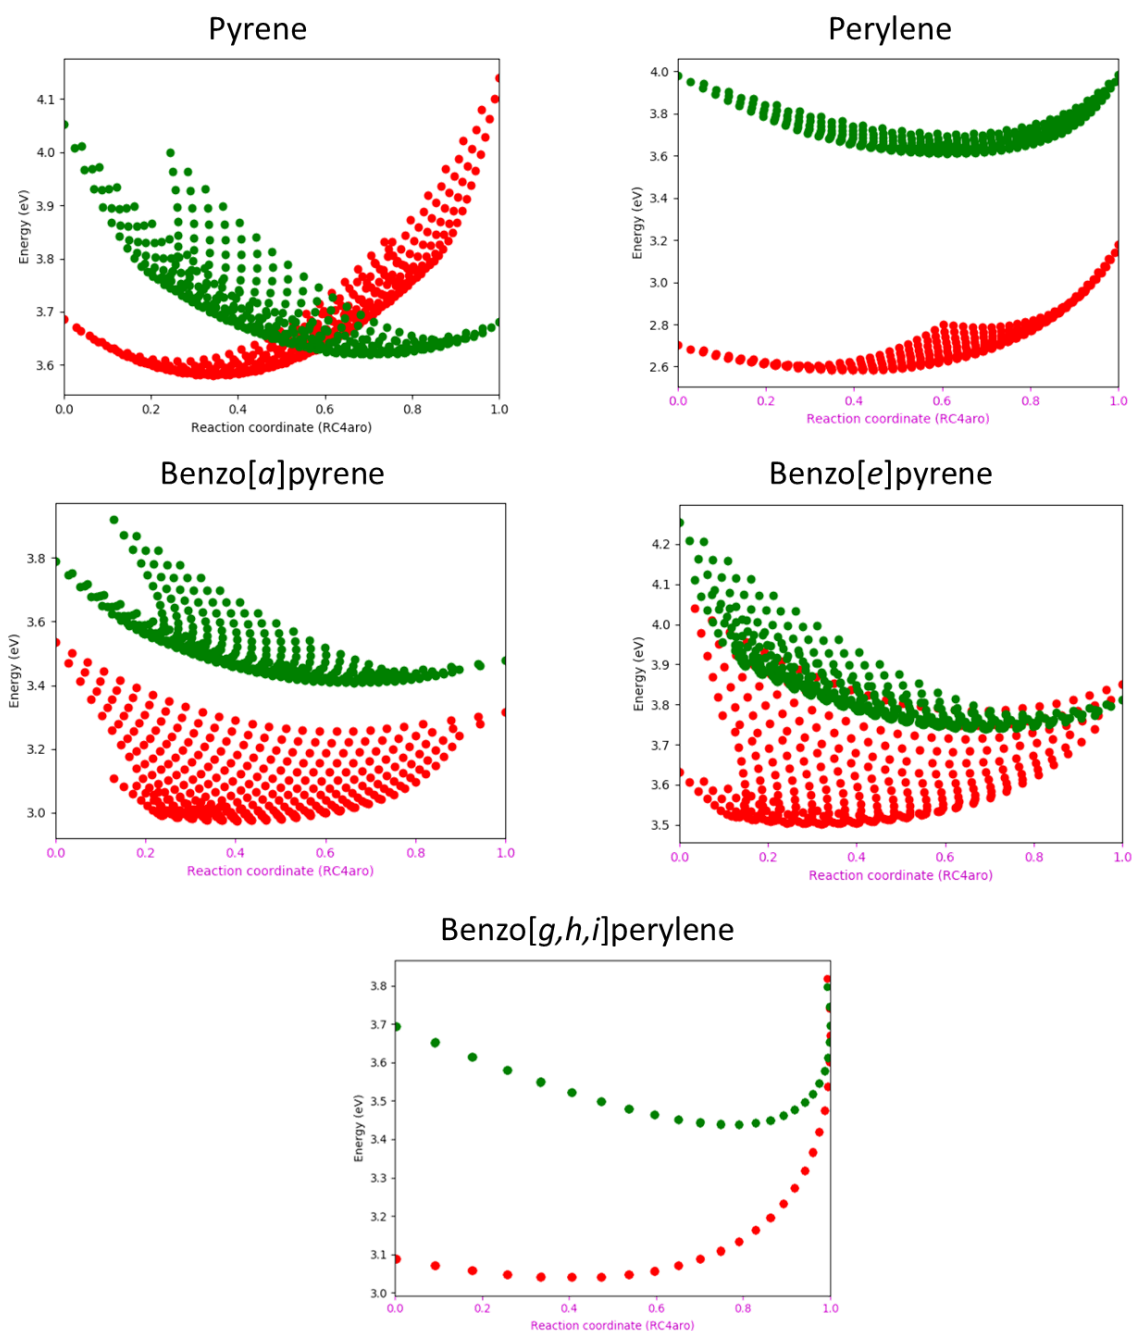 Pyrene
Perylene
4.1
4.0
3.9
3.8
3.7
3.6
Energy (eV)
0.0 0.2 0.4 0.6 0.8 1.0
Reaction coordinate (RC4aro)
4.0
3.8
3.6
3.4
3.2
3.0
2.8
2.6
Energy (eV)
0.0 0.2 0.4 0.6 0.8 1.0
Reaction coordinate (RC4aro)
Benzo[a]pyrene
Benzo[e]pyrene
3.8
3.6
3.4
3.2
3.0
Energy (eV)
0.0 0.2 0.4 0.6 0.8 1.0
Reaction coordinate (RC4aro)
4.2
4.1
4.0
3.9
3.8
3.7
3.6
3.5
Energy (eV)
0.0 0.2 0.4 0.6 0.8 1.0
Reaction coordinate (RC4aro)
Benzo[g,h,i]perylene
3.8
3.7
3.6
3.5
3.4
3.3
3.2
3.1
3.0
Energy (eV)
0.0 0.2 0.4 0.6 0.8 1.0
Reaction coordinate (RC4aro)